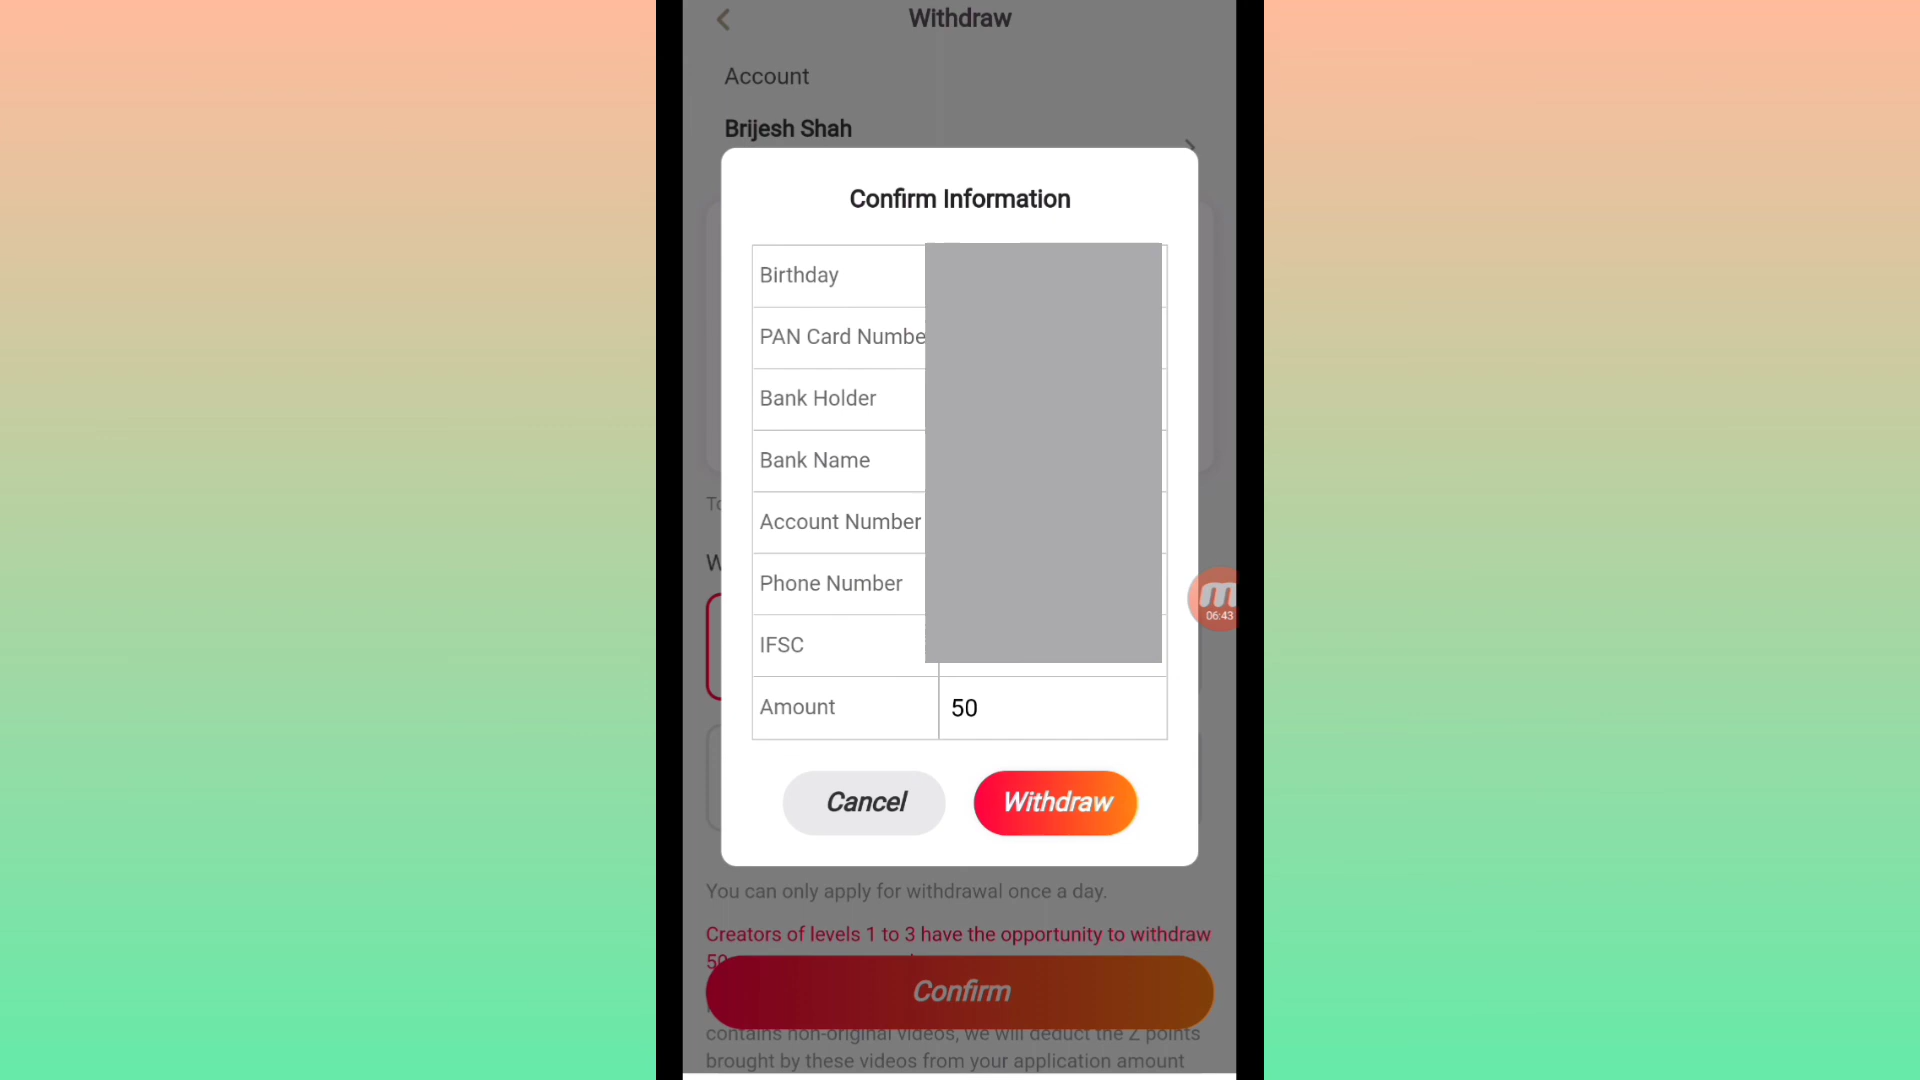 Withdraw
Account
Brijesh Shah
Confirm Information
Birthday
PAN Card Numbe
Bank Holder
Bank Name
Account Number
Phone Number
IFSC
Amount 50
Cancel Withdraw
06:43
You can only apply for withdrawal once a day.
Creators of levels 1 to 3 have the opportunity to withdraw
50
Confirm
contains non-original videos, we will deduct the Z points
brought by these videos from your application amount